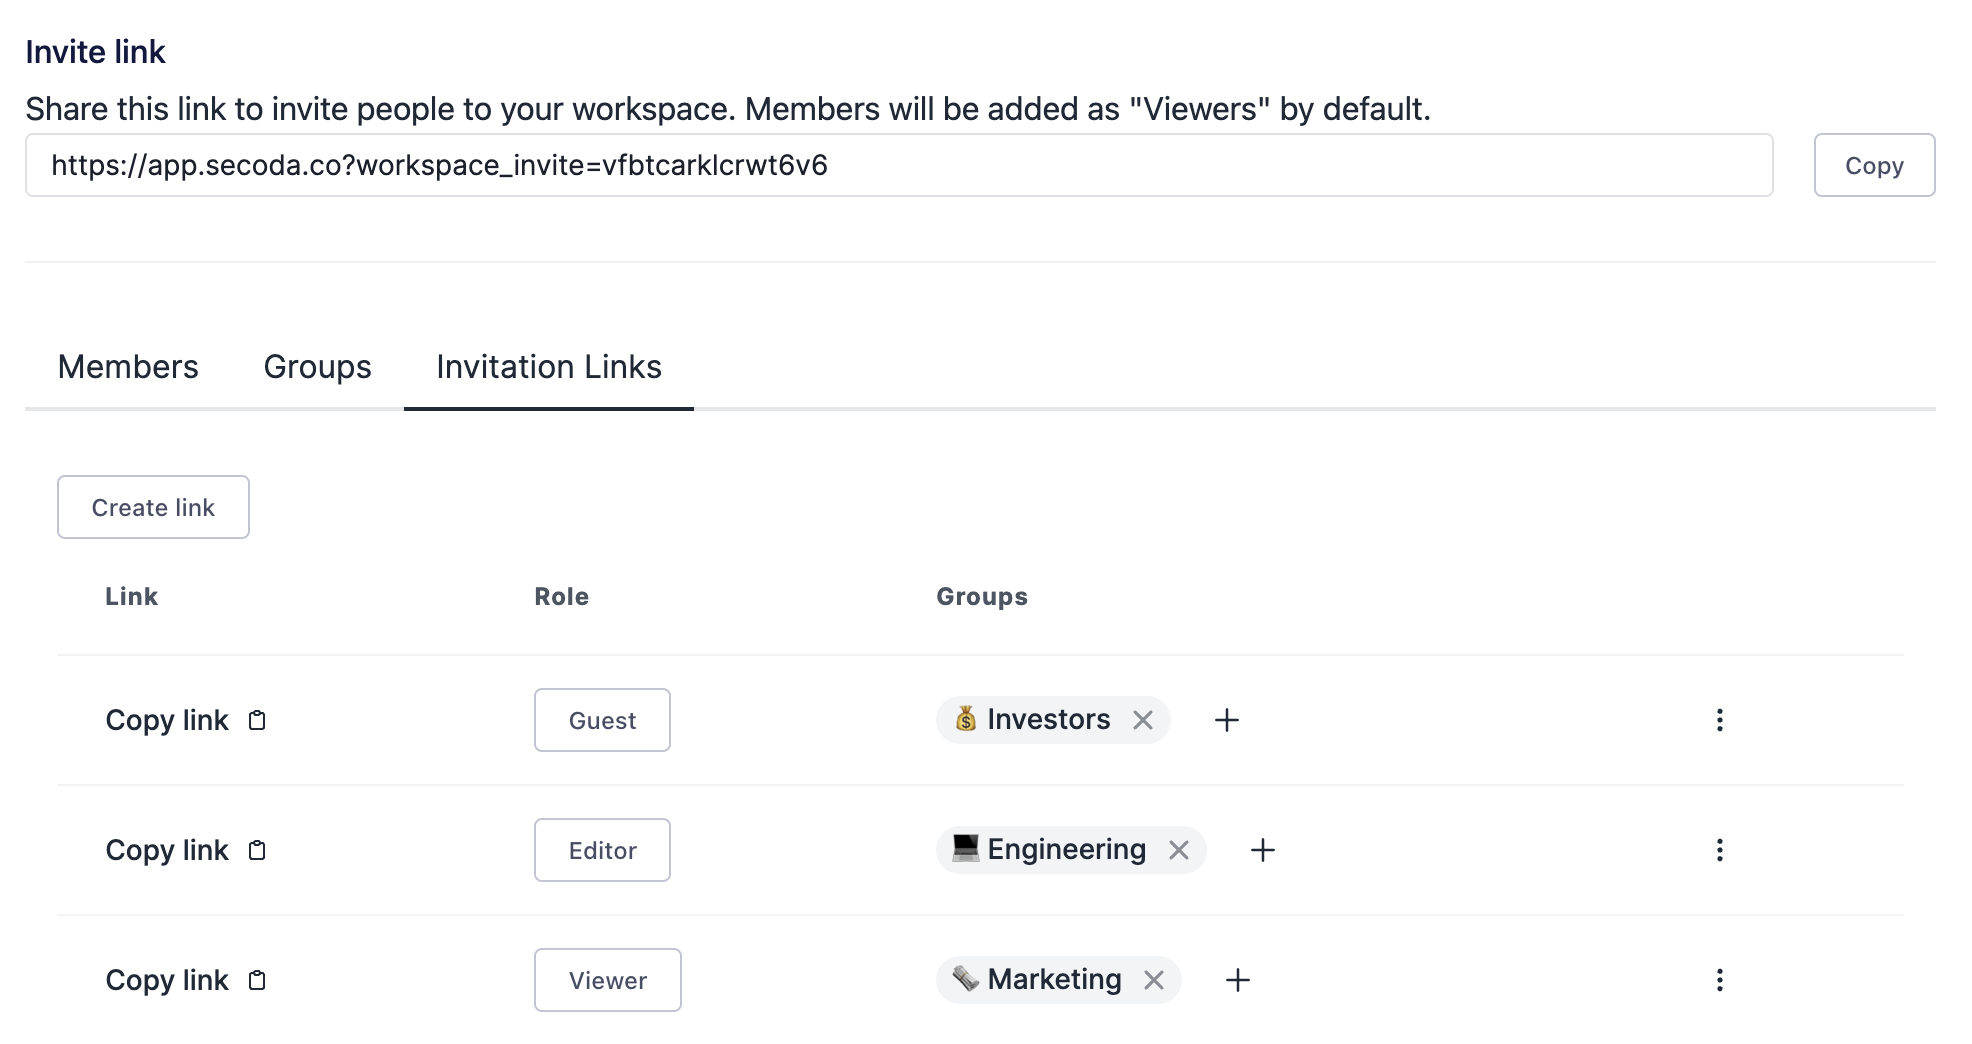 Invite link
Share this link to invite people to your workspace. Members will be added as "Viewers" by default.
https://app.secoda.co?workspace_invite=vfbtcarklcrwt6v6 Copy
Members Groups Invitation Links
Create link
Link Role Groups
Copy link Guest Investors
Copy link Editor Engineering
Copy link Viewer Marketing